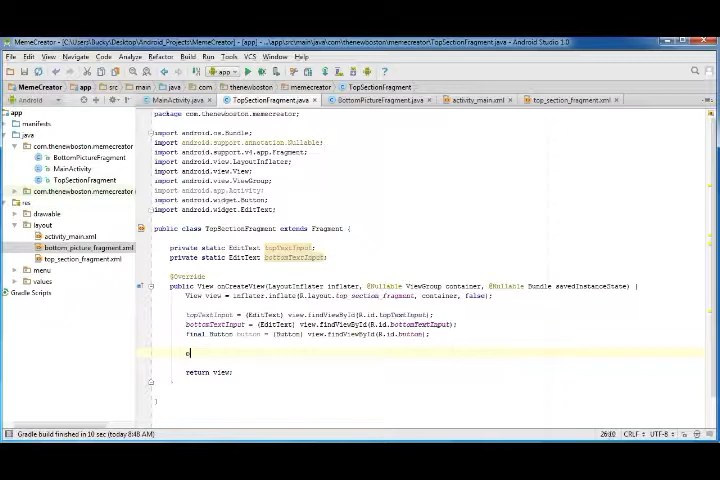 MemeCreator - [C:\Users\Bucky\Desktop\Android_Projects\MemeCreator] - [app] - ...\app\src\main\java\com\thenewboston\memecreator\TopSectionFragment.java - Android Studio 1.0
File Edit View Navigate Code Analyze Refactor Build Run Tools VCS Window Help
app
MemeCreator app src main java com thenewboston memecreator TopSectionFragment
Android
MainActivity.java TopSectionFragment.java BottomPictureFragment.java activity_main.xml top_section_fragment.xml
app
manifests
java
com.thenewboston.memecreator
BottomPictureFragment
MainActivity
TopSectionFragment
com.thenewboston.memecreator
res
drawable
layout
activity_main.xml
bottom_picture_fragment.xml
top_section_fragment.xml
menu
values
Gradle Scripts
package com.thenewboston.memecreator;
import android.os.Bundle;
import android.support.annotation.Nullable;
import android.support.v4.app.Fragment;
import android.view.LayoutInflater;
import android.view.View;
import android.view.ViewGroup;
import android.app.Activity;
import android.widget.Button;
import android.widget.EditText;
public class TopSectionFragment extends Fragment {
private static EditText topTextInput;
private static EditText bottomTextInput;
@Override
public View onCreateView(LayoutInflater inflater, @Nullable ViewGroup container, @Nullable Bundle savedInstanceState) {
View view = inflater.inflate(R.layout.top_section_fragment, container, false);
topTextInput = (EditText) view.findViewById(R.id.topTextInput);
bottomTextInput = (EditText) view.findViewById(R.id.bottomTextInput);
final Button button = (Button) view.findViewById(R.id.button);
return view;
}
}
Gradle build finished in 10 sec (today 8:48 AM)
26:10 CRLF UTF-8